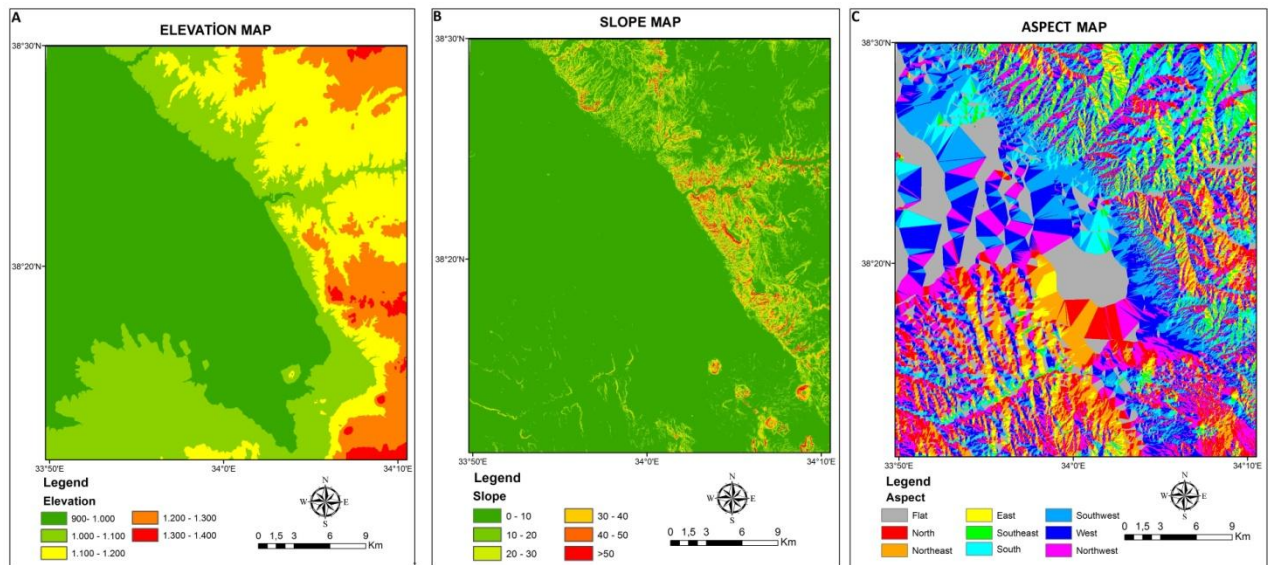 A
ELEVATİON MAP
38°30'N
38°20'N
33°50'E
34°0'E
34°10'E
Legend
Elevation
900- 1.000
1.000 - 1.100
1.100 - 1.200
1.200 - 1.300
1.300 - 1.400
N
W E
S
0 1,5 3 6 9
Km
B
SLOPE MAP
38°30'N
38°20'N
33°50'E
34°0'E
34°10'E
Legend
Slope
0 - 10
10 - 20
20 - 30
30 - 40
40 - 50
>50
N
W E
S
0 1,5 3 6 9
Km
C
ASPECT MAP
38°30'N
38°20'N
33°50'E
34°0'E
34°10'E
Legend
Aspect
Flat
North
Northeast
East
Southeast
South
Southwest
West
Northwest
N
W E
S
0 1,5 3 6 9
Km